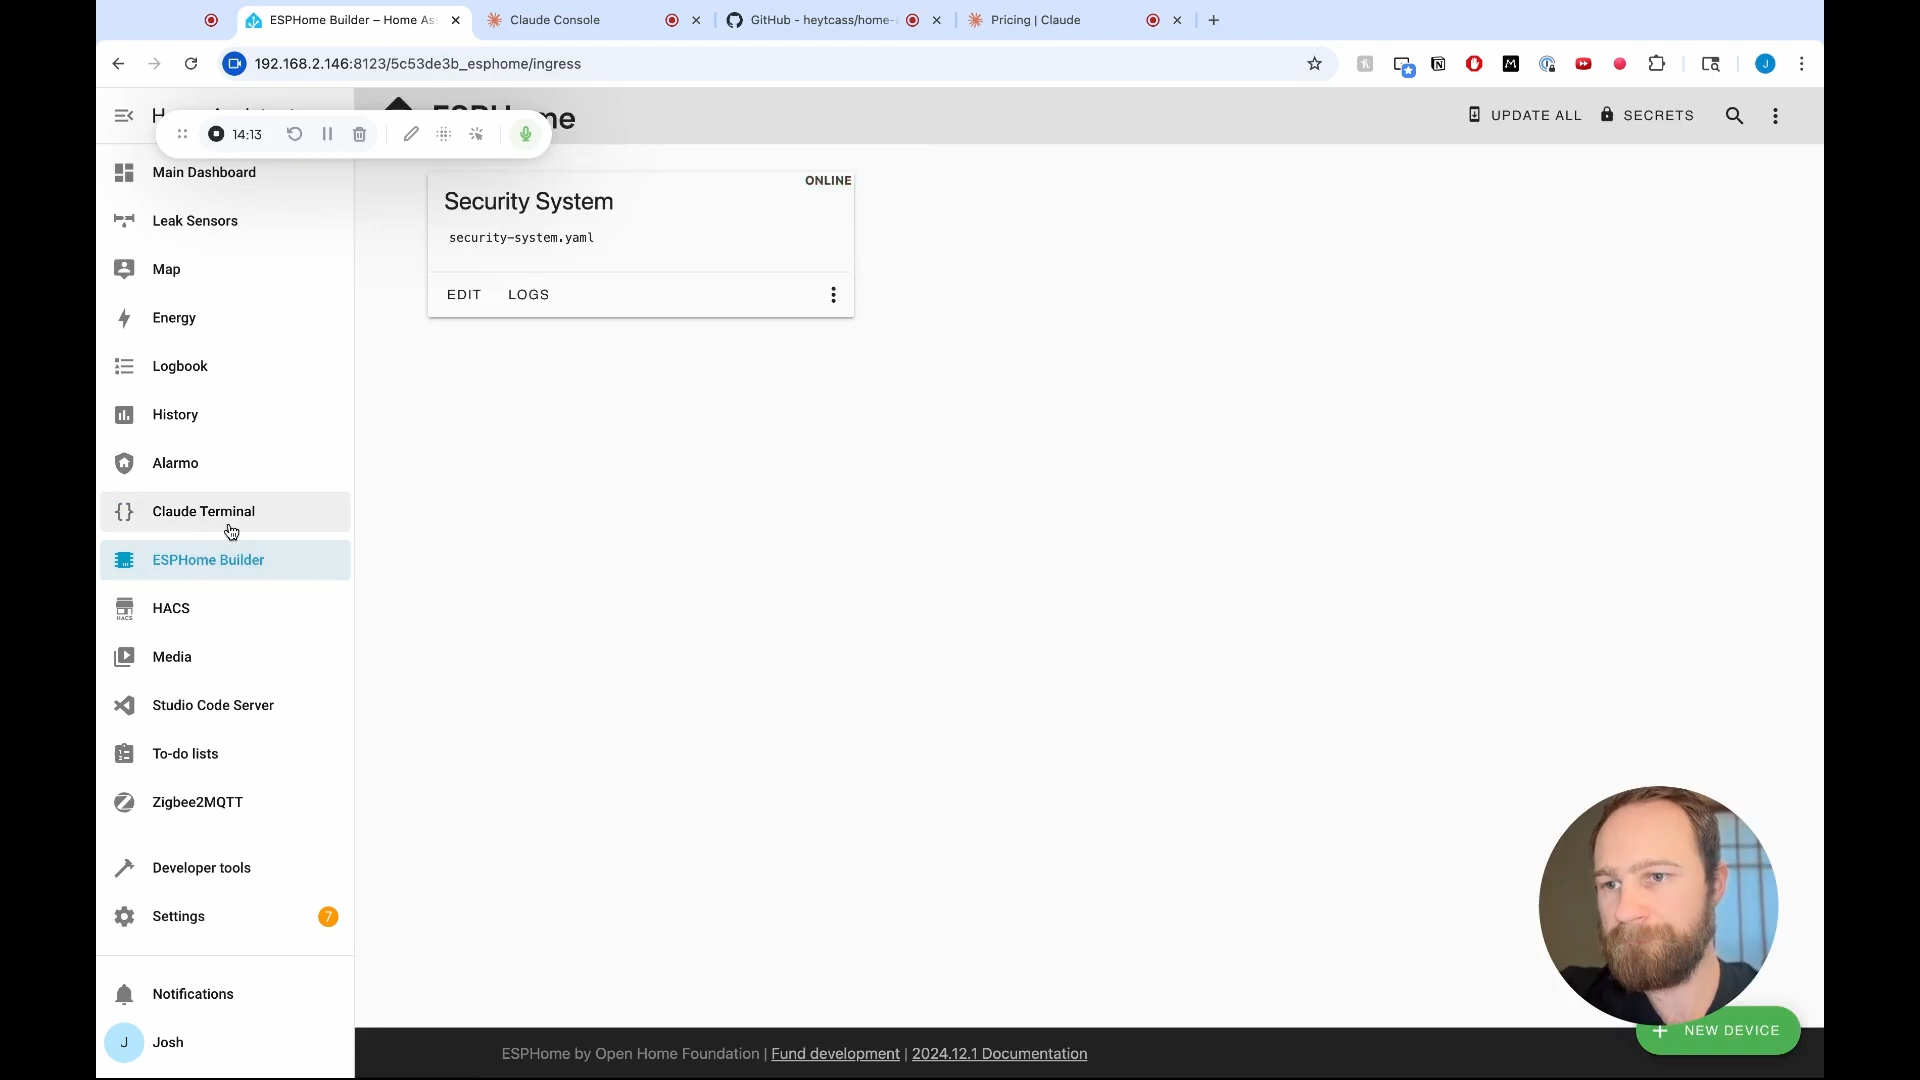 ESPHome Builder – Home As
Claude Console
GitHub - heytcass/home-
Pricing | Claude
192.168.2.146:8123/5c53de3b_esphome/ingress
J
14:13
UPDATE ALL
SECRETS
Main Dashboard
Leak Sensors
Map
Energy
Logbook
History
Alarmo
Claude Terminal
ESPHome Builder
HACS
Media
Studio Code Server
To-do lists
Zigbee2MQTT
Developer tools
Settings
7
Notifications
J
Josh
ONLINE
Security System
security-system.yaml
EDIT
LOGS
NEW DEVICE
ESPHome by Open Home Foundation | Fund development | 2024.12.1 Documentation